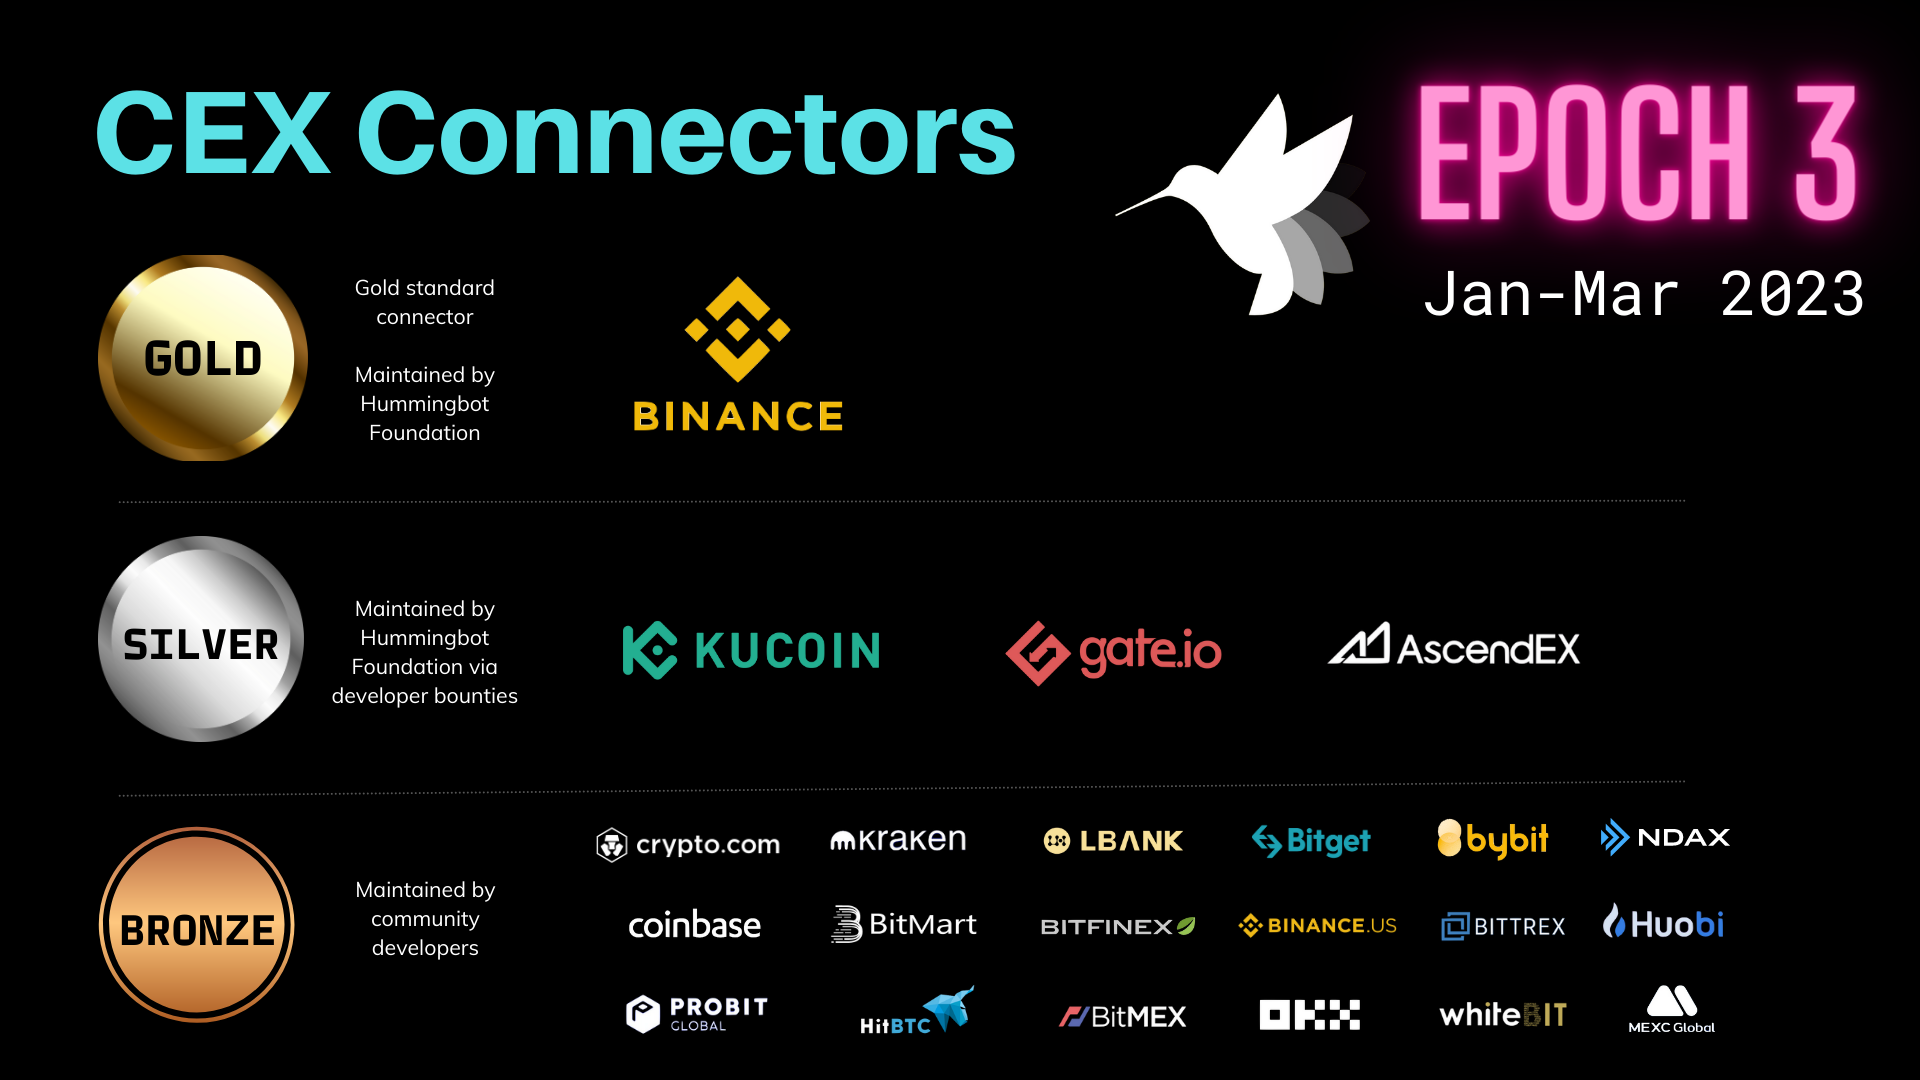 CEX Connectors
EPOCH 3
Jan-Mar 2023
GOLD
Gold standard
connector
Maintained by
Hummingbot
Foundation
BINANCE
SILVER
Maintained by
Hummingbot
Foundation via
developer bounties
KUCOIN
gate.io
AscendEX
BRONZE
Maintained by
community
developers
crypto.com
kraken
LBANK
Bitget
bybit
NDAX
coinbase
BitMart
BITFINEX
BINANCE.US
BITTREX
Huobi
PROBIT
GLOBAL
HitBTC
BitMEX
OKX
whiteBIT
MEXC Global